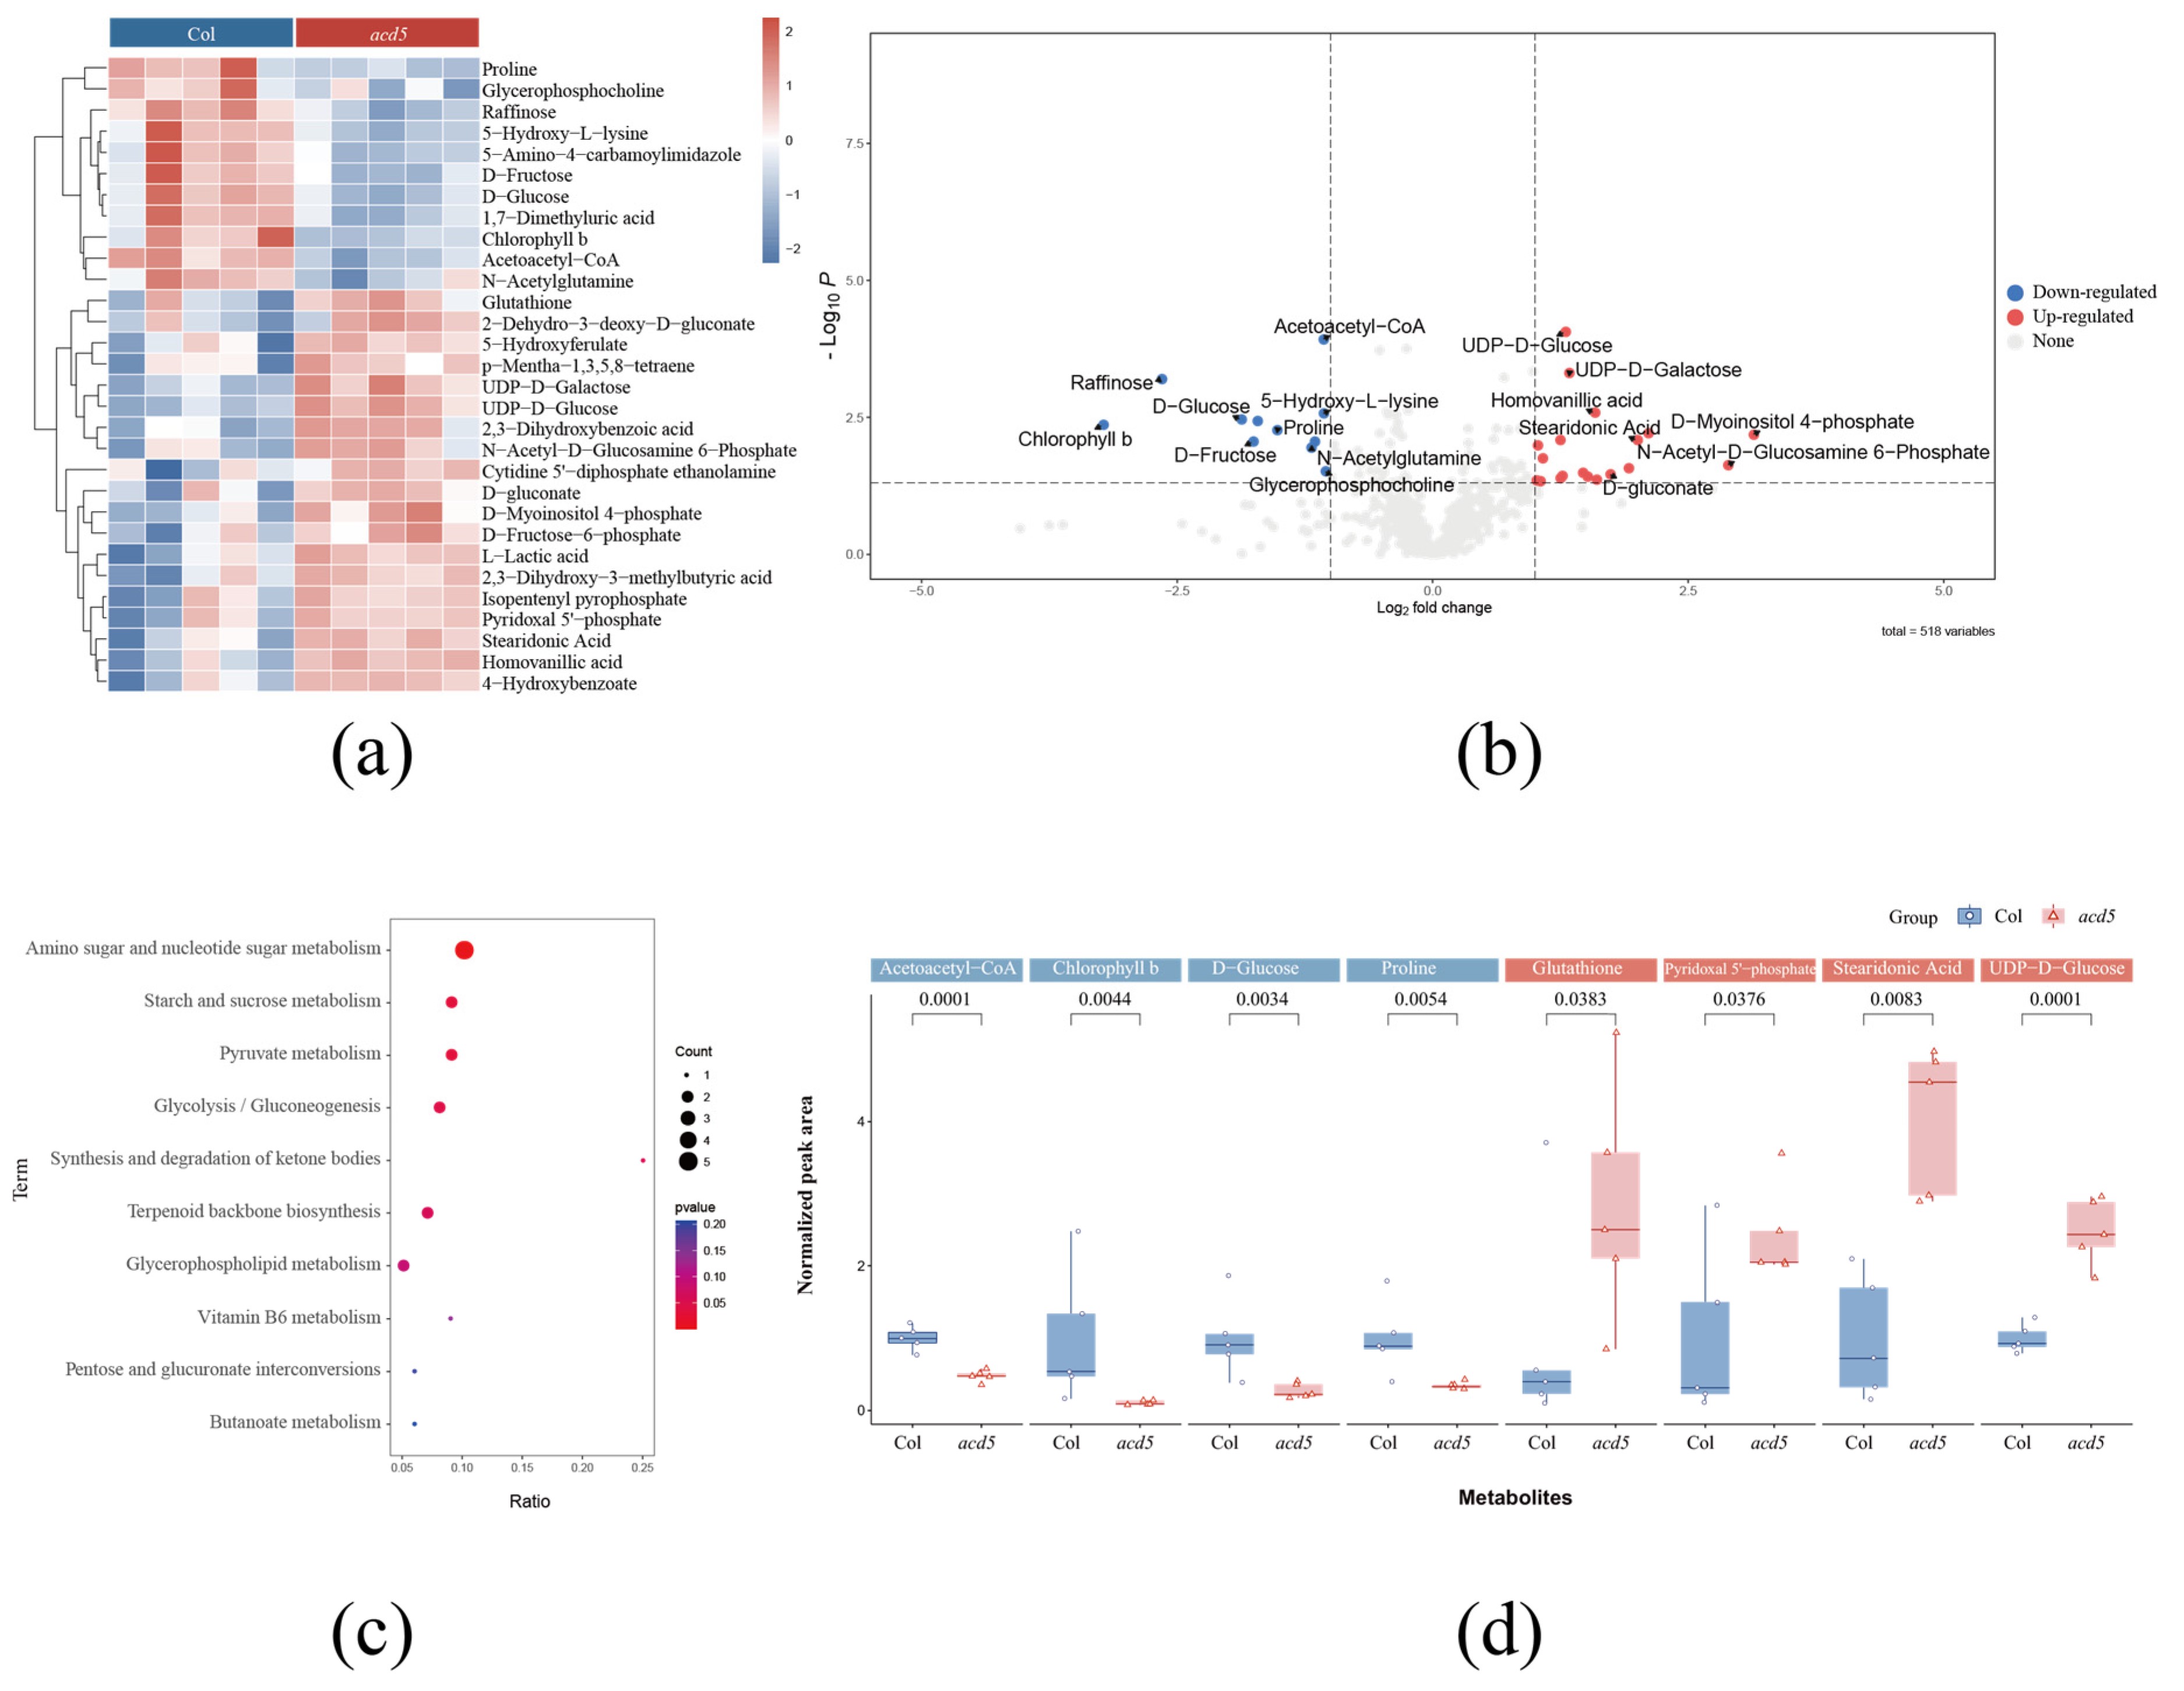 Col
acd5
Proline
Glycerophosphocholine
Raffinose
5−Hydroxy−L−lysine
5−Amino−4−carbamoylimidazole
D−Fructose
D−Glucose
1,7−Dimethyluric acid
Chlorophyll b
Acetoacetyl−CoA
N−Acetylglutamine
Glutathione
2−Dehydro−3−deoxy−D−gluconate
5−Hydroxyferulate
p−Mentha−1,3,5,8−tetraene
UDP−D−Galactose
UDP−D−Glucose
2,3−Dihydroxybenzoic acid
N−Acetyl−D−Glucosamine 6−Phosphate
Cytidine 5'−diphosphate ethanolamine
D−gluconate
D−Myoinositol 4−phosphate
D−Fructose−6−phosphate
L−Lactic acid
2,3−Dihydroxy−3−methylbutyric acid
Isopentenyl pyrophosphate
Pyridoxal 5'−phosphate
Stearidonic Acid
Homovanillic acid
4−Hydroxybenzoate
2
1
0
−1
−2
(a)
- Log10 P
7.5
5.0
2.5
0.0
Acetoacetyl−CoA
UDP−D−Glucose
UDP−D−Galactose
Raffinose
D−Glucose
5−Hydroxy−L−lysine
Homovanillic acid
Chlorophyll b
Proline
Stearidonic Acid
D−Myoinositol 4−phosphate
D−Fructose
N−Acetylglutamine
N−Acetyl−D−Glucosamine 6−Phosphate
Glycerophosphocholine
D−gluconate
−5.0
−2.5
0.0
2.5
5.0
Log2 fold change
total = 518 variables
Down-regulated
Up-regulated
None
(b)
Term
Amino sugar and nucleotide sugar metabolism
Starch and sucrose metabolism
Pyruvate metabolism
Glycolysis / Gluconeogenesis
Synthesis and degradation of ketone bodies
Terpenoid backbone biosynthesis
Glycerophospholipid metabolism
Vitamin B6 metabolism
Pentose and glucuronate interconversions
Butanoate metabolism
0.05
0.10
0.15
0.20
0.25
Ratio
Count
1
2
3
4
5
pvalue
0.20
0.15
0.10
0.05
(c)
Group
Col
acd5
Acetoacetyl−CoA
Chlorophyll b
D−Glucose
Proline
Glutathione
Pyridoxal 5'−phosphate
Stearidonic Acid
UDP−D−Glucose
0.0001
0.0044
0.0034
0.0054
0.0383
0.0376
0.0083
0.0001
Normalized peak area
4
2
0
Col
acd5
Col
acd5
Col
acd5
Col
acd5
Col
acd5
Col
acd5
Col
acd5
Col
acd5
Metabolites
(d)